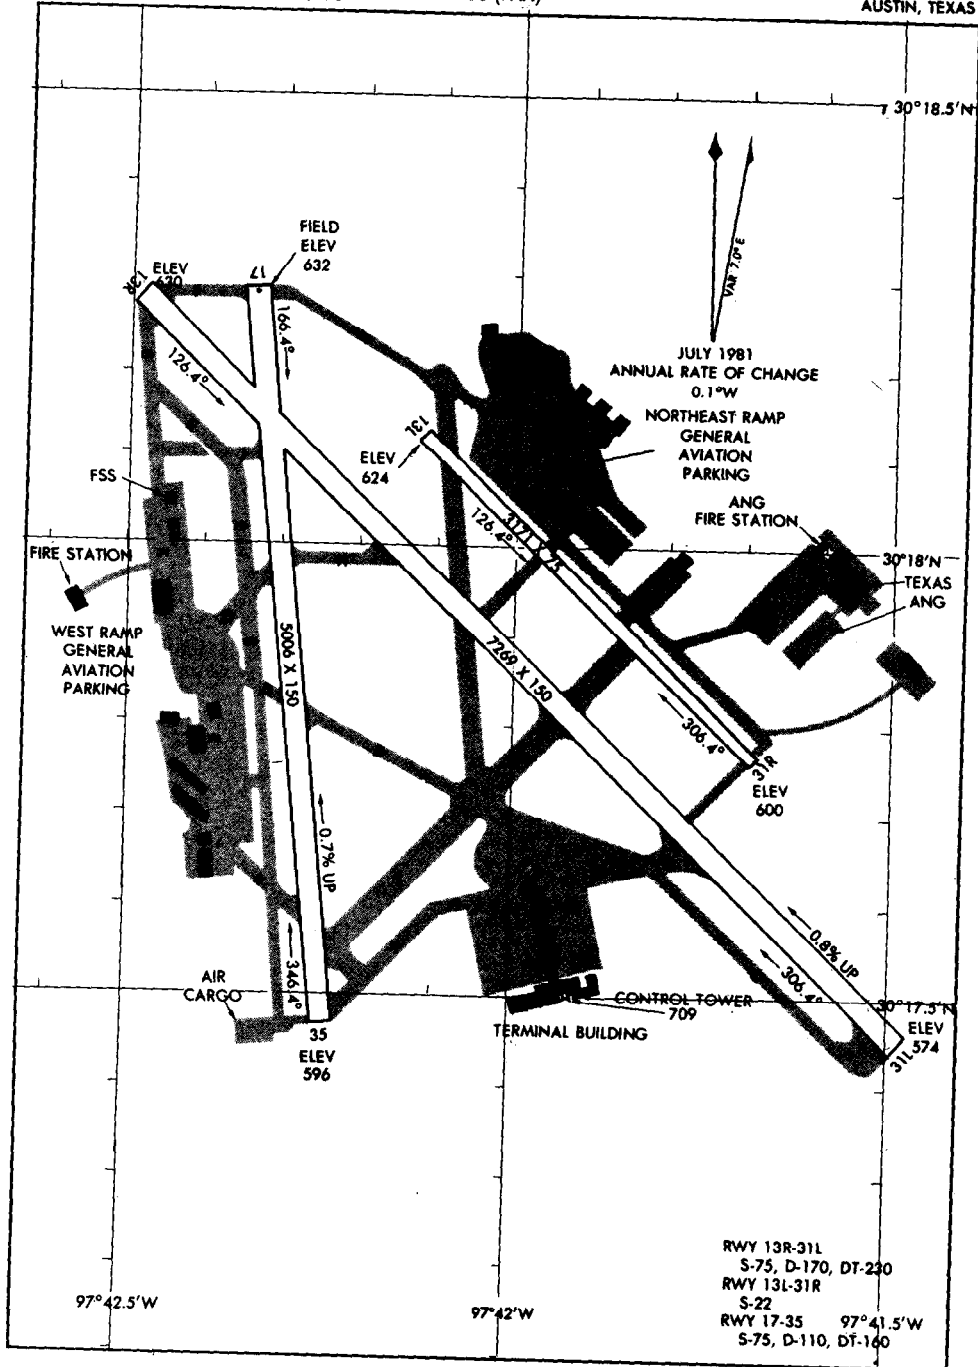 AUSTIN, TEXAS
30°18.5'N
VAR 7.0° E
JULY 1981
ANNUAL RATE OF CHANGE
0.1°W
FIELD
ELEV
632
13R
ELEV
17
166.4°
126.4°
13L
ELEV
624
NORTHEAST RAMP
GENERAL
AVIATION
PARKING
FSS
126.4°
ANG
FIRE STATION
FIRE STATION
30°18'N
TEXAS
ANG
WEST RAMP
GENERAL
AVIATION
PARKING
5006 X 150
7269 X 150
306.4°
31R
ELEV
600
0.7% UP
0.8% UP
346.4°
306.4°
AIR
CARGO
35
ELEV
596
CONTROL TOWER
709
TERMINAL BUILDING
30°17.5'N
ELEV
574
31L
RWY 13R-31L
S-75, D-170, DT-230
RWY 13L-31R
S-22
RWY 17-35
S-75, D-110, DT-160
97°42.5'W
97°42'W
97°41.5'W